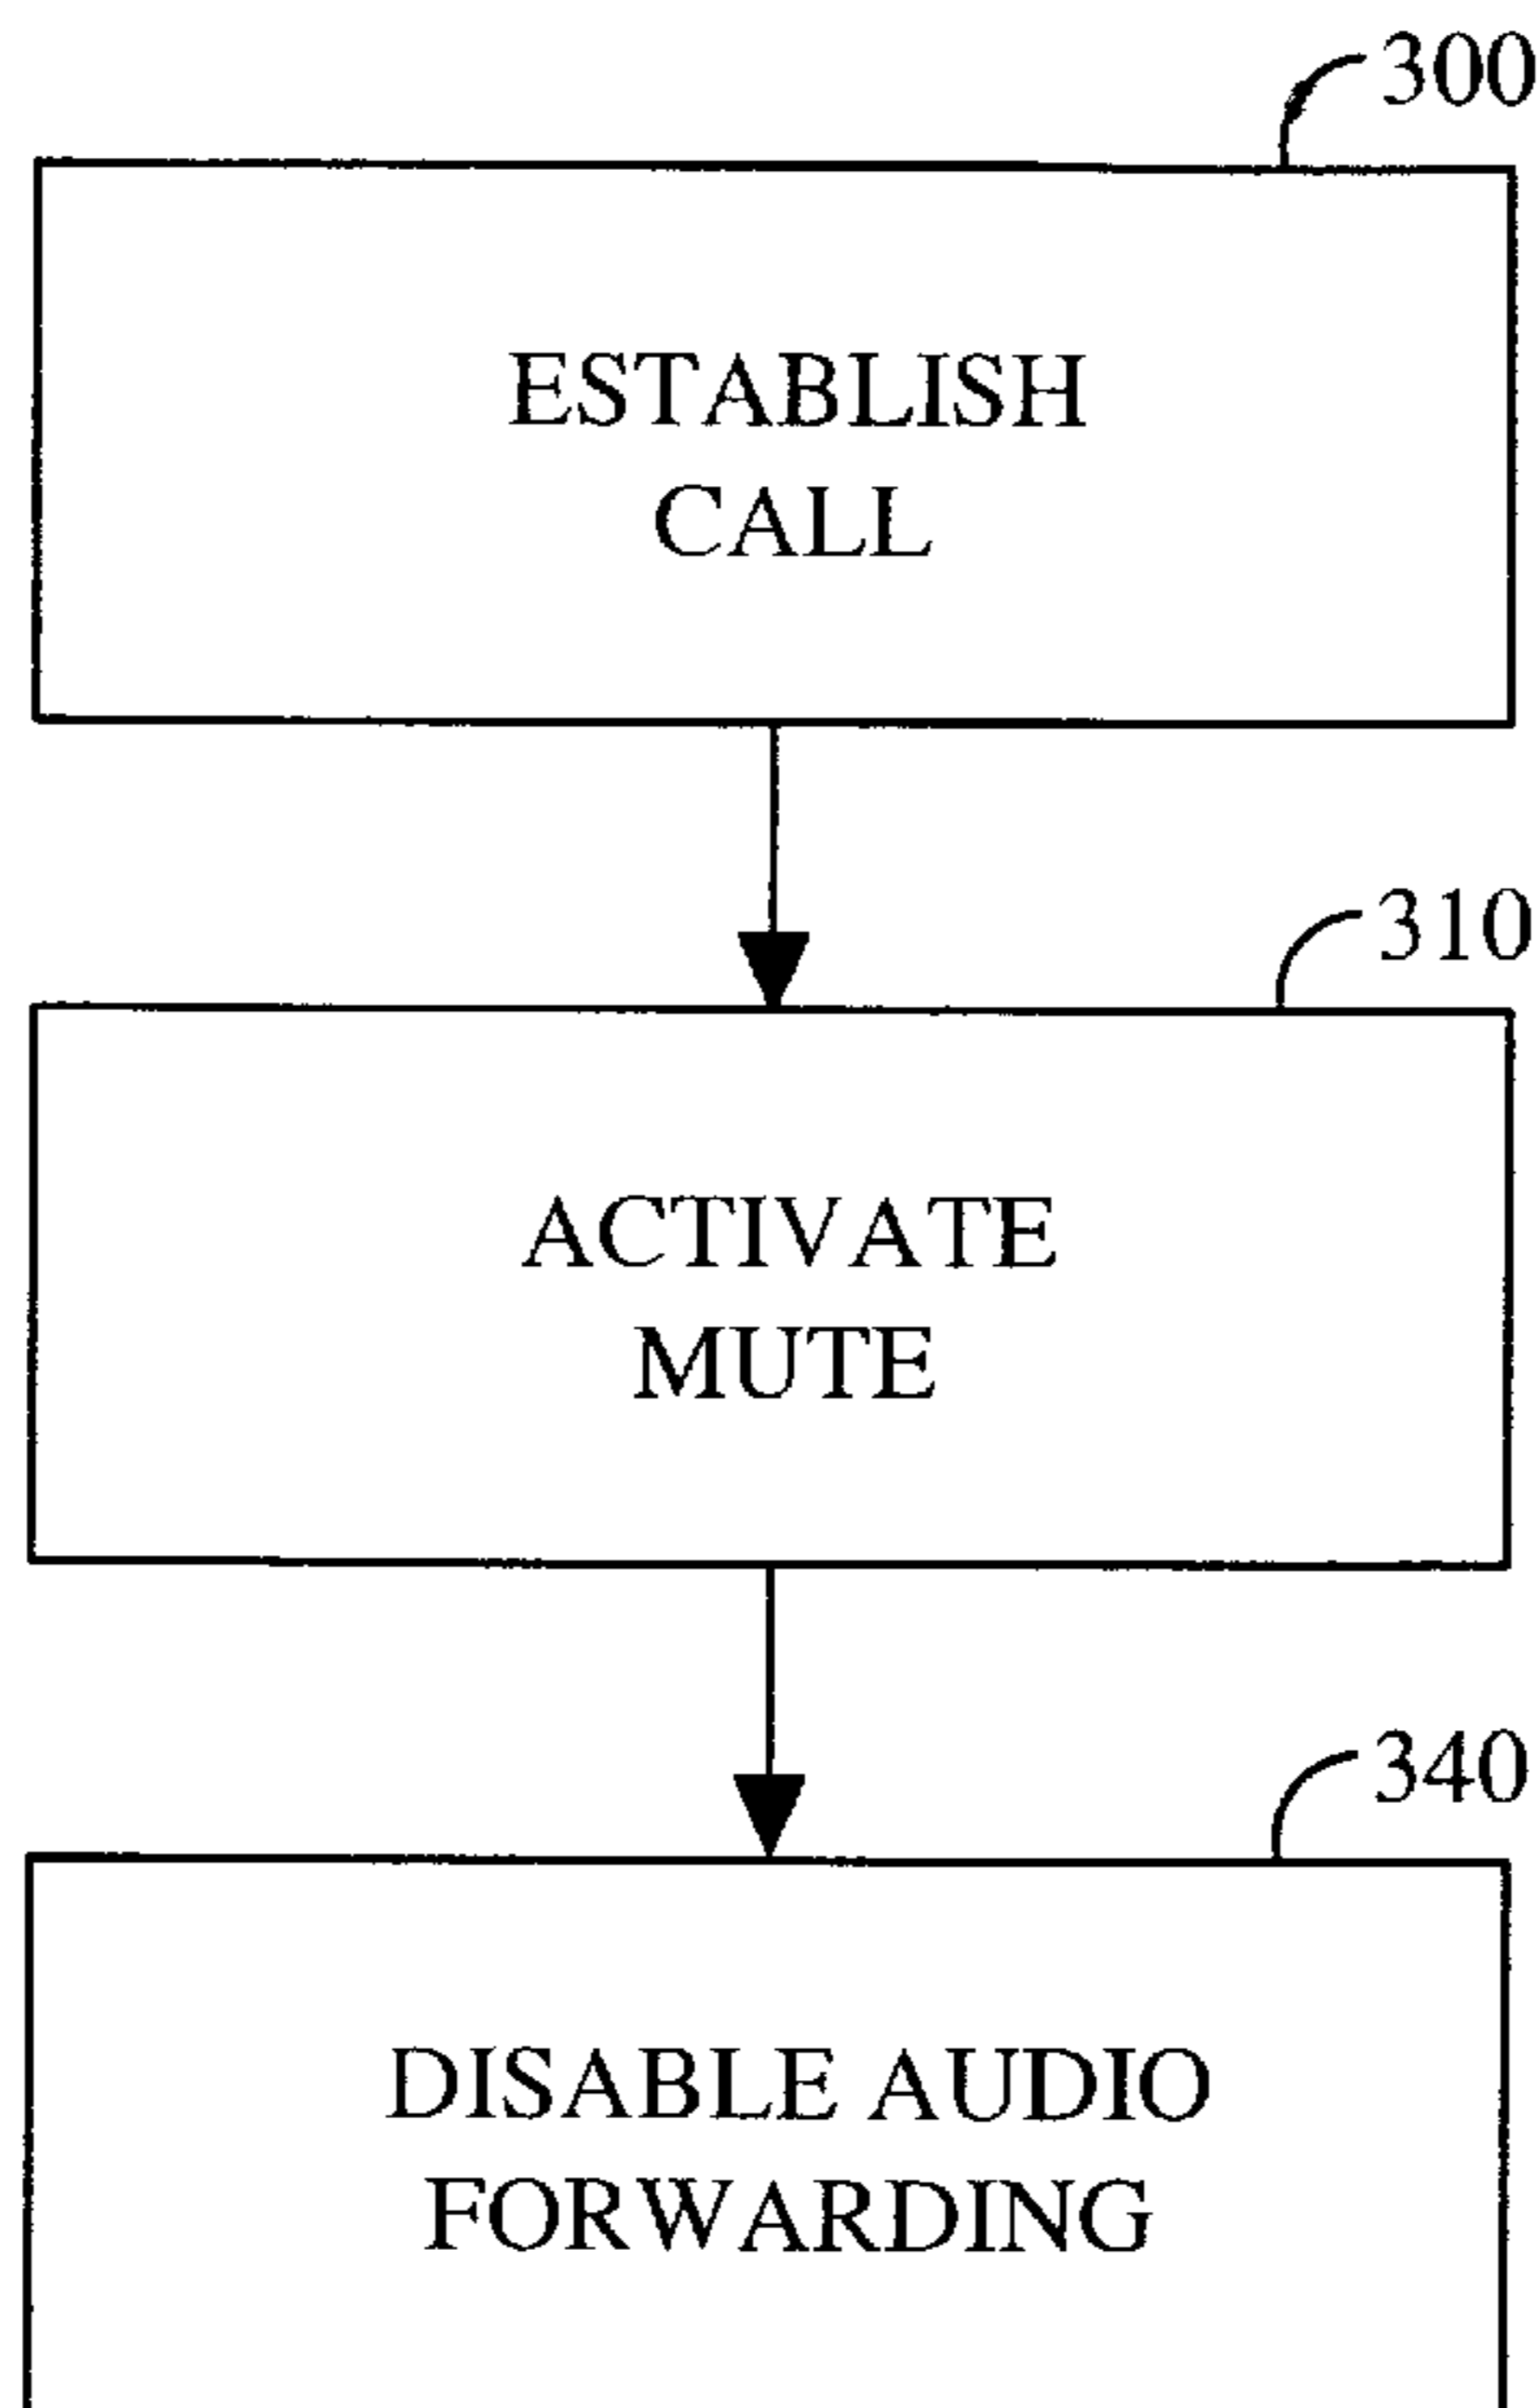 300
ESTABLISH
CALL
310
ACTIVATE
MUTE
340
DISABLE AUDIO
FORWARDING